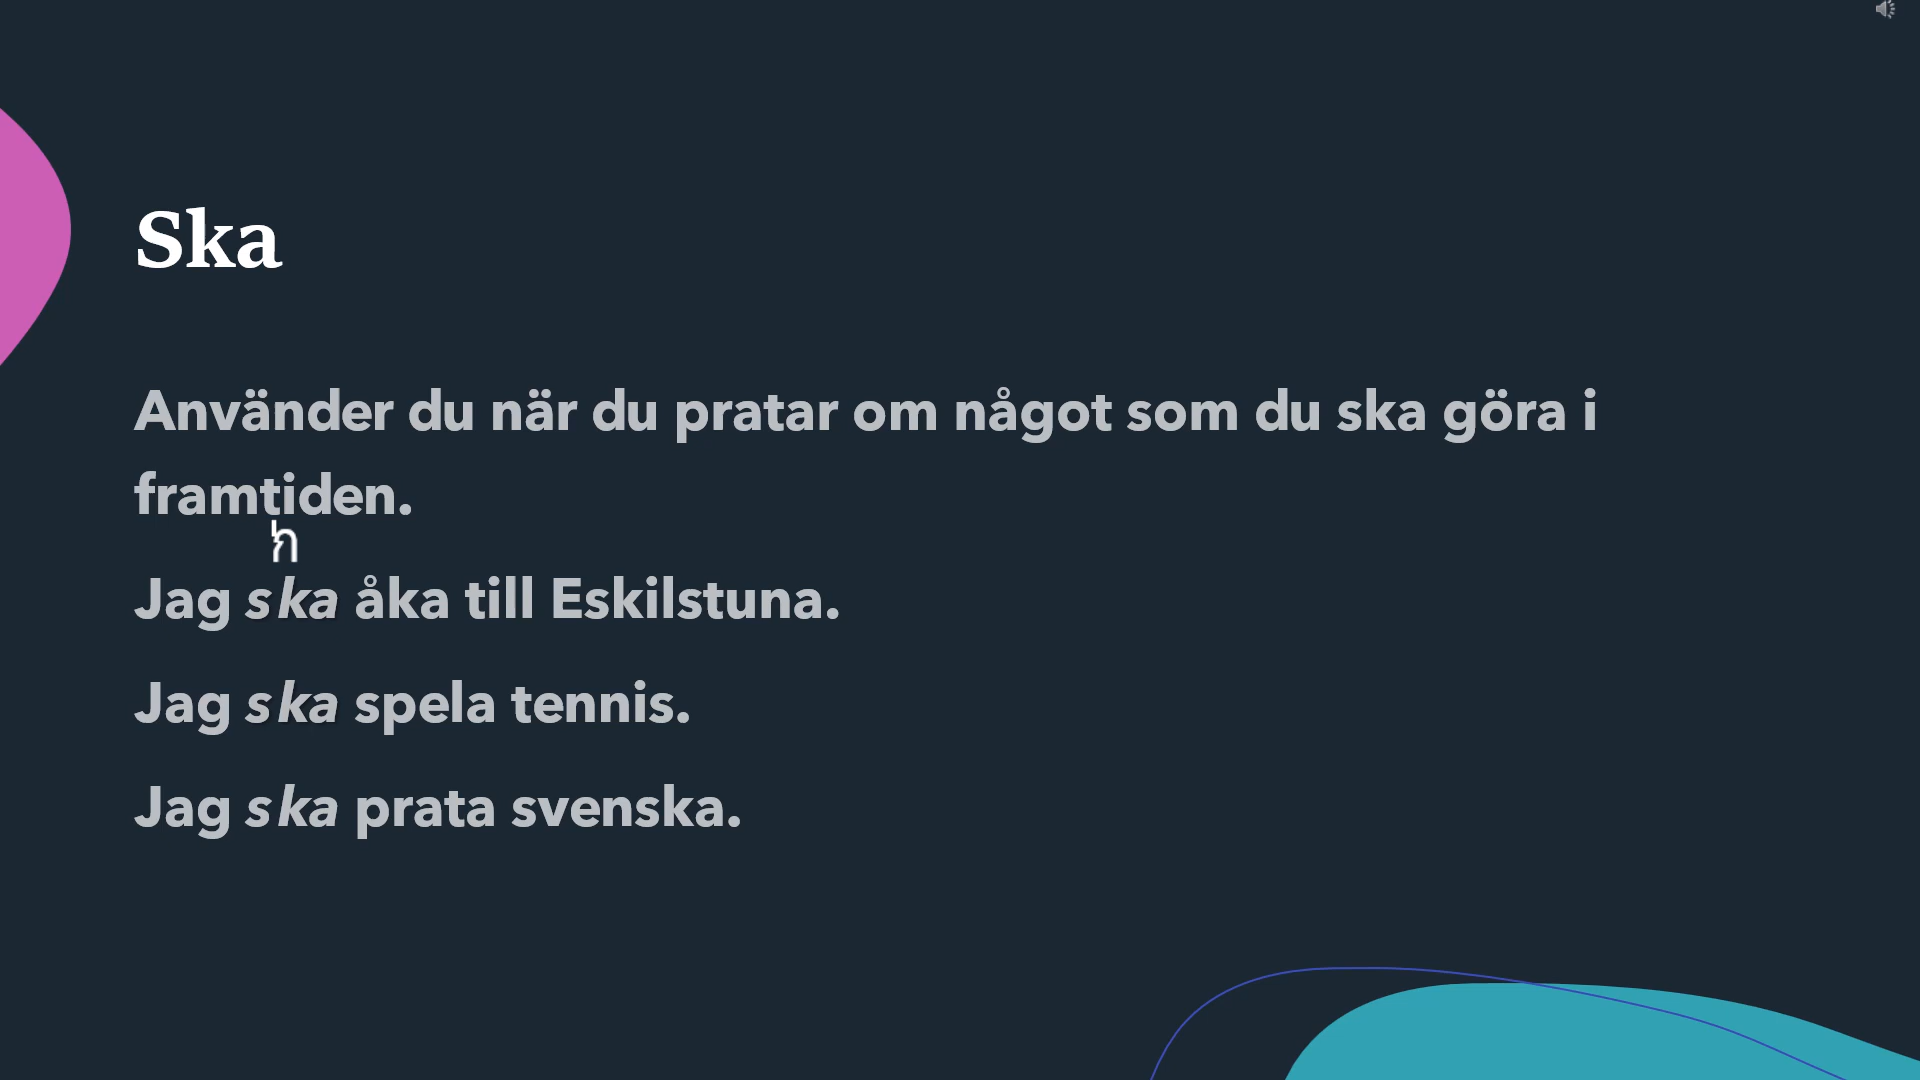 Ska
Använder du när du pratar om något som du ska göra i
framtiden.
Jag ska åka till Eskilstuna.
Jag ska spela tennis.
Jag ska prata svenska.